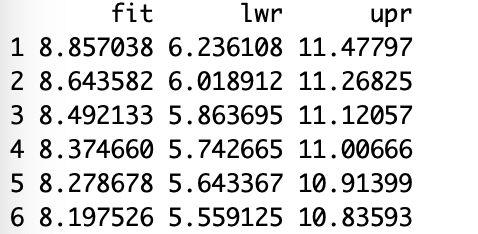 fit lwr upr
1 8.857038 6.236108 11.47797
2 8.643582 6.018912 11.26825
3 8.492133 5.863695 11.12057
4 8.374660 5.742665 11.00666
5 8.278678 5.643367 10.91399
6 8.197526 5.559125 10.83593